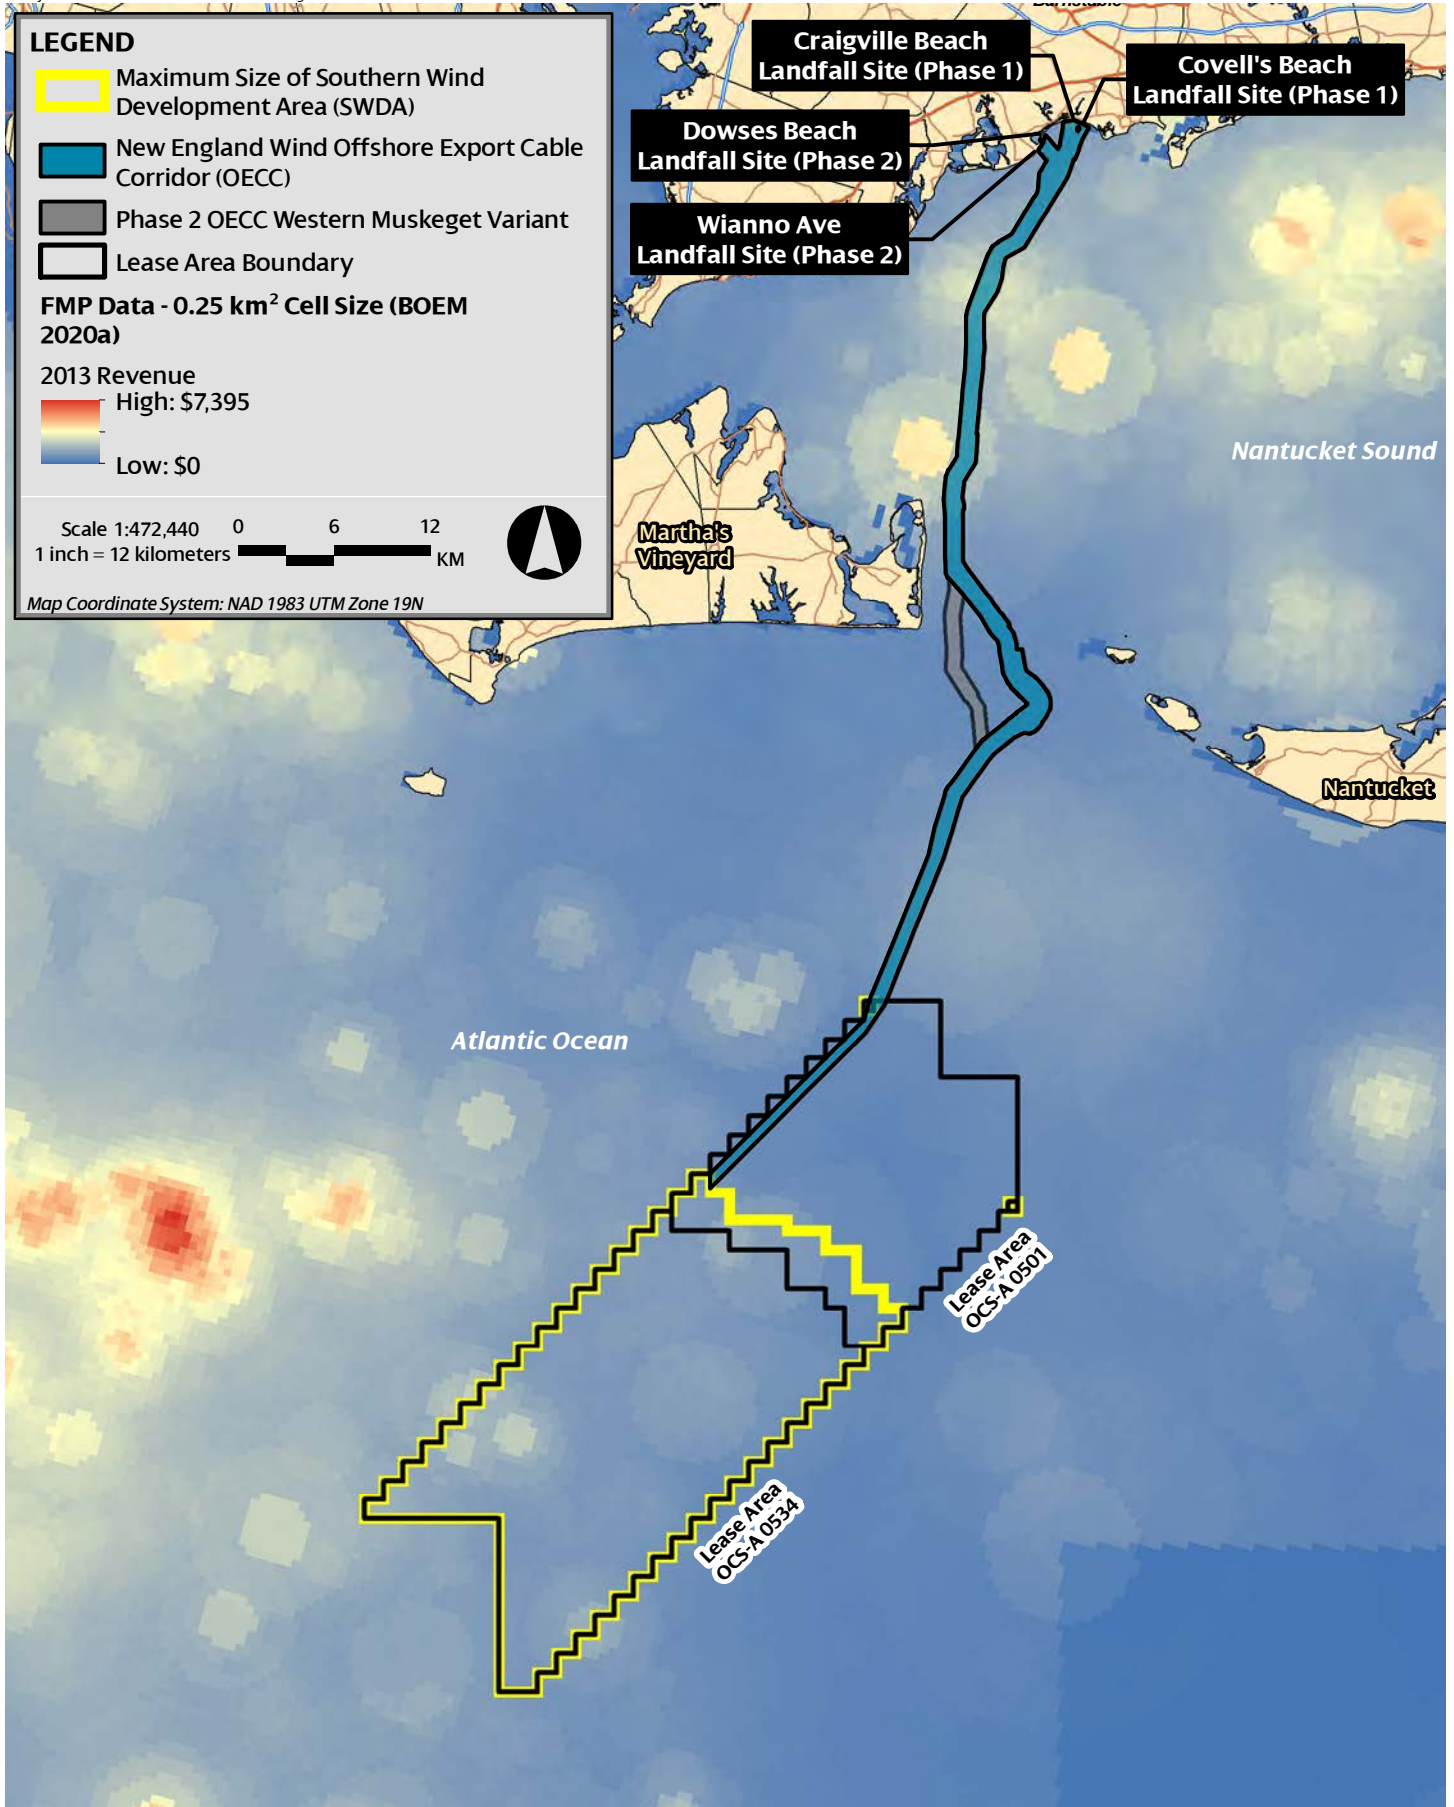 LEGEND
Maximum Size of Southern Wind
Development Area (SWDA)
New England Wind Offshore Export Cable
Corridor (OECC)
Phase 2 OECC Western Muskeget Variant
Lease Area Boundary
FMP Data - 0.25 km² Cell Size (BOEM
2020a)
2013 Revenue
High: $7,395
Low: $0
Scale 1:472,440
1 inch = 12 kilometers
0 6 12
KM
Map Coordinate System: NAD 1983 UTM Zone 19N
Craigville Beach
Landfall Site (Phase 1)
Covell's Beach
Landfall Site (Phase 1)
Dowses Beach
Landfall Site (Phase 2)
Wianno Ave
Landfall Site (Phase 2)
Nantucket Sound
Martha's
Vineyard
Nantucket
Atlantic Ocean
Lease Area
OCS-A 0501
Lease Area
OCS-A 0534